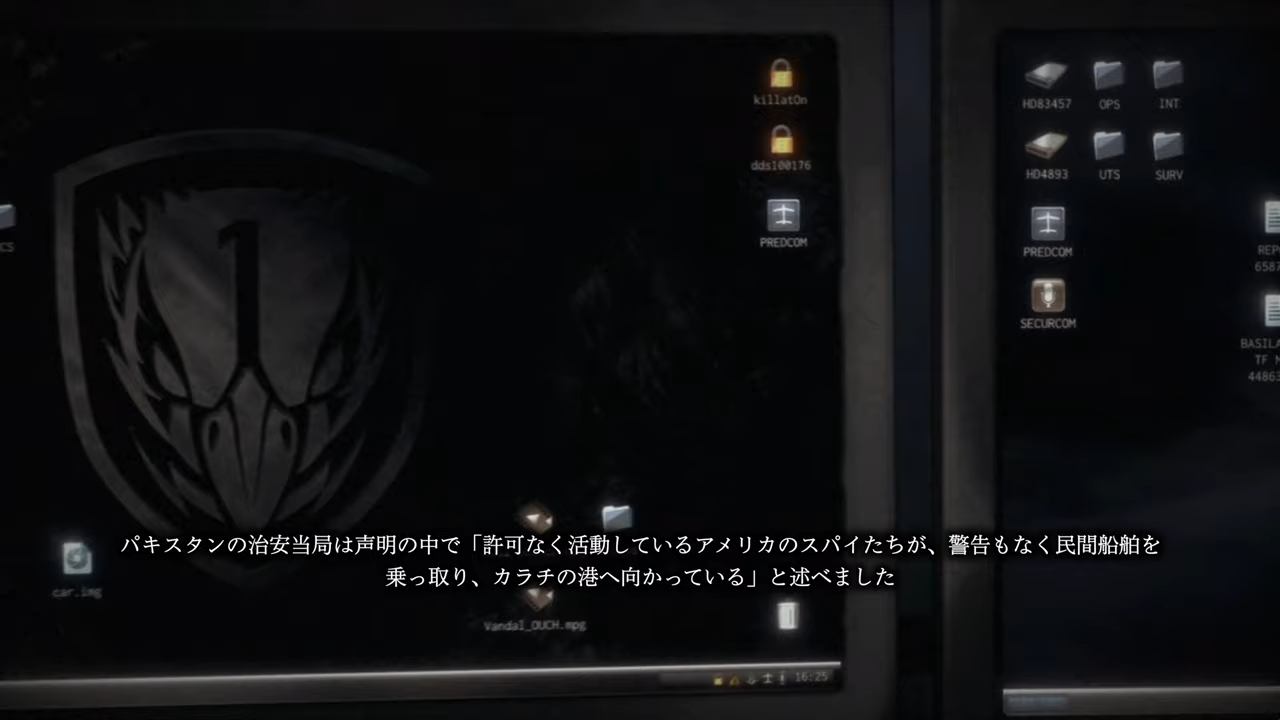 killatOn
dds100176
PREDCOM
1
CS
HD83457
OPS
INT
HD4893
UTS
SURV
PREDCOM
SECURCOM
パキスタンの治安当局は声明の中で「許可なく活動しているアメリカのスパイたちが、警告もなく民間船舶を
乗っ取り、カラチの港へ向かっている」と述べました
car.img
Vandal_OUCH.mpg
16:25